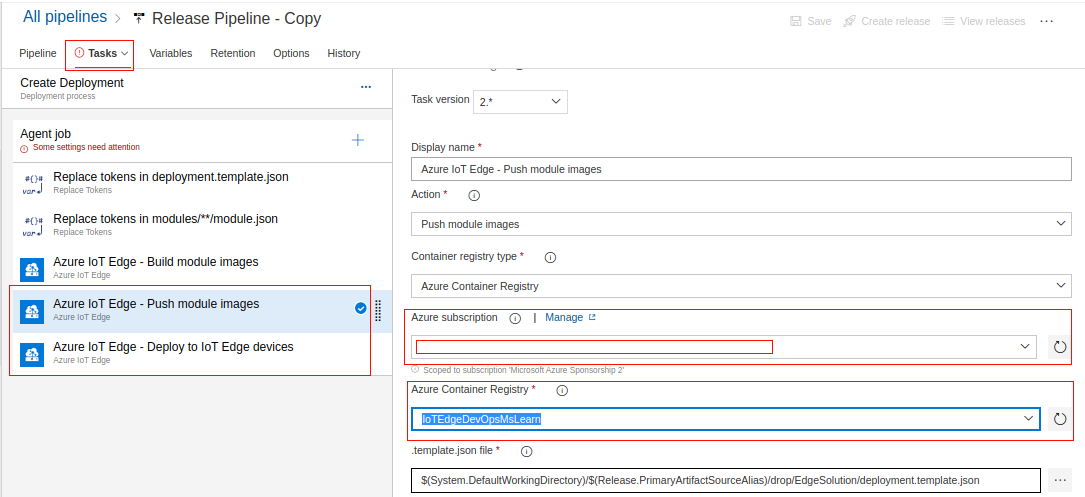 All pipelines > Release Pipeline - Copy
Save Create release View releases ...
Pipeline Tasks Variables Retention Options History
Create Deployment ...
Deployment process
Agent job +
Some settings need attention
#{}#
var
Replace tokens in deployment.template.json
Replace Tokens
#{}#
var
Replace tokens in modules/**/module.json
Replace Tokens
Azure IoT Edge - Build module images
Azure IoT Edge
Azure IoT Edge - Push module images
Azure IoT Edge
Azure IoT Edge - Deploy to IoT Edge devices
Azure IoT Edge
Task version 2.*
Display name *
Azure IoT Edge - Push module images
Action *
Push module images
Container registry type *
Azure Container Registry
Azure subscription | Manage
Scoped to subscription 'Microsoft Azure Sponsorship 2'
Azure Container Registry *
IoTEdgeDevOpsMsLearn
.template.json file *
$(System.DefaultWorkingDirectory)/$(Release.PrimaryArtifactSourceAlias)/drop/EdgeSolution/deployment.template.json ...